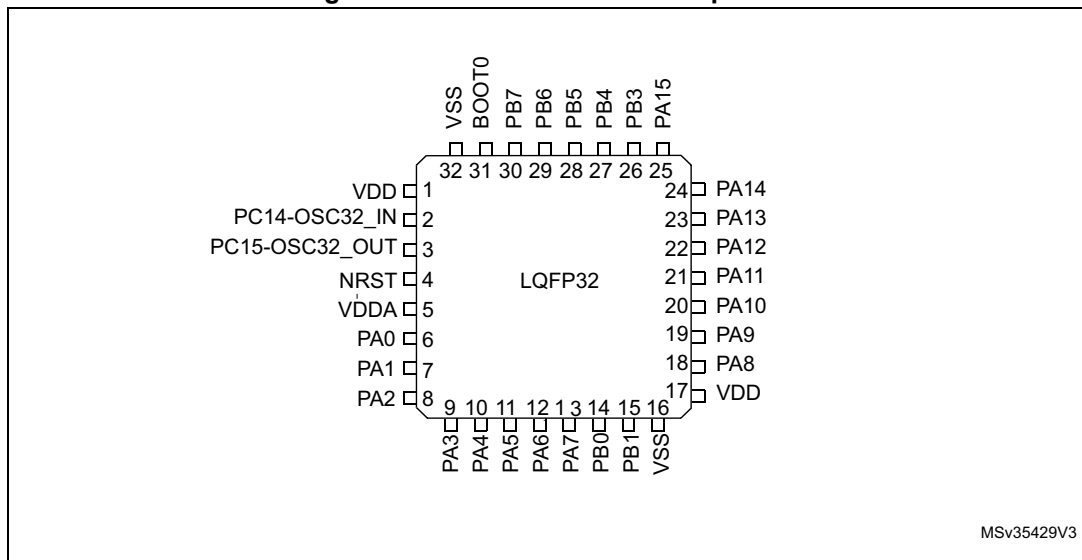 VSS
BOOT0
PB7
PB6
PB5
PB4
PB3
PA15
32 31 30 29 28 27 26 25
VDD 1
PC14-OSC32_IN 2
PC15-OSC32_OUT 3
NRST 4
VDDA 5
PA0 6
PA1 7
PA2 8
LQFP32
24 PA14
23 PA13
22 PA12
21 PA11
20 PA10
19 PA9
18 PA8
17 VDD
9 10 11 12 13 14 15 16
PA3
PA4
PA5
PA6
PA7
PB0
PB1
VSS
MSv35429V3